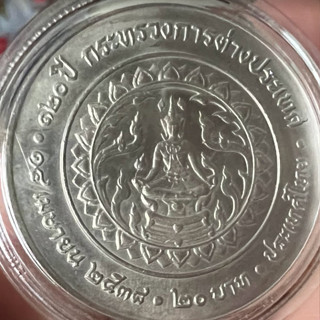 ๑๒๐ ปี กระทรวงการต่างประเทศ
๑๔ เมษายน ๒๕๓๘ • ๒๐ บาท • ประเทศไทย